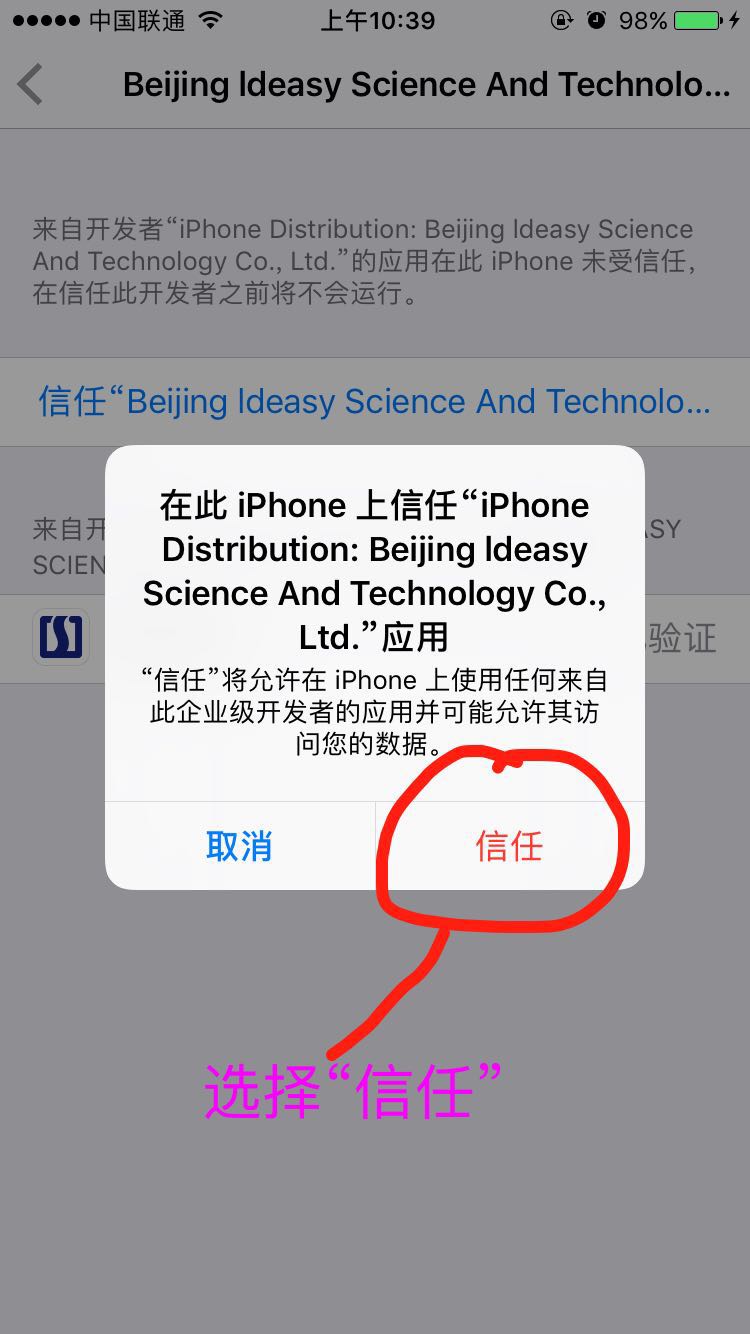 中国联通 上午10:39 98%
Beijing Ideasy Science And Technolo...
来自开发者“iPhone Distribution: Beijing Ideasy Science
And Technology Co., Ltd.”的应用在此 iPhone 未受信任，
在信任此开发者之前将不会运行。
信任“Beijing Ideasy Science And Technolo...
在此 iPhone 上信任“iPhone
Distribution: Beijing Ideasy
Science And Technology Co.,
Ltd.”应用
“信任”将允许在 iPhone 上使用任何来自
此企业级开发者的应用并可能允许其访
问您的数据。
来自开
SCIEN
验证
取消 信任
选择“信任”